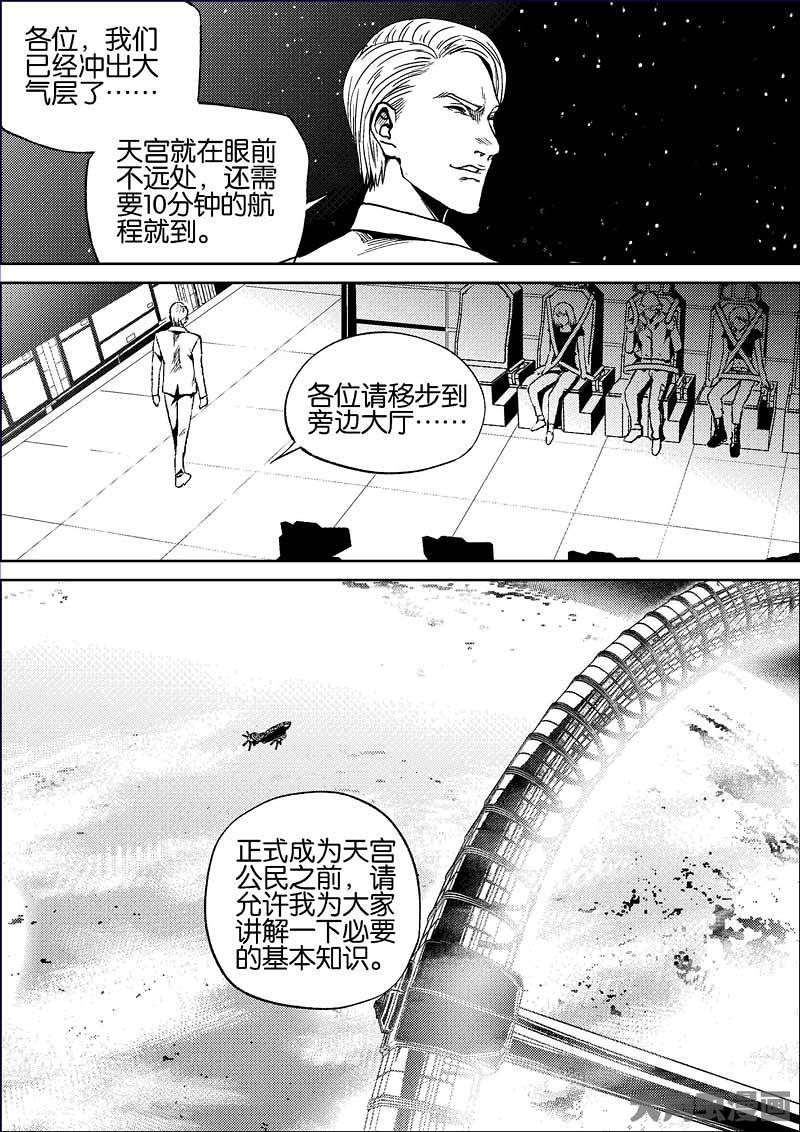 各位，我们
已经冲出大
气层了……
天宫就在眼前
不远处，还需
要10分钟的航
程就到。
各位请移步到
旁边大厅……
正式成为天宫
公民之前，请
允许我为大家
讲解一下必要
的基本知识。